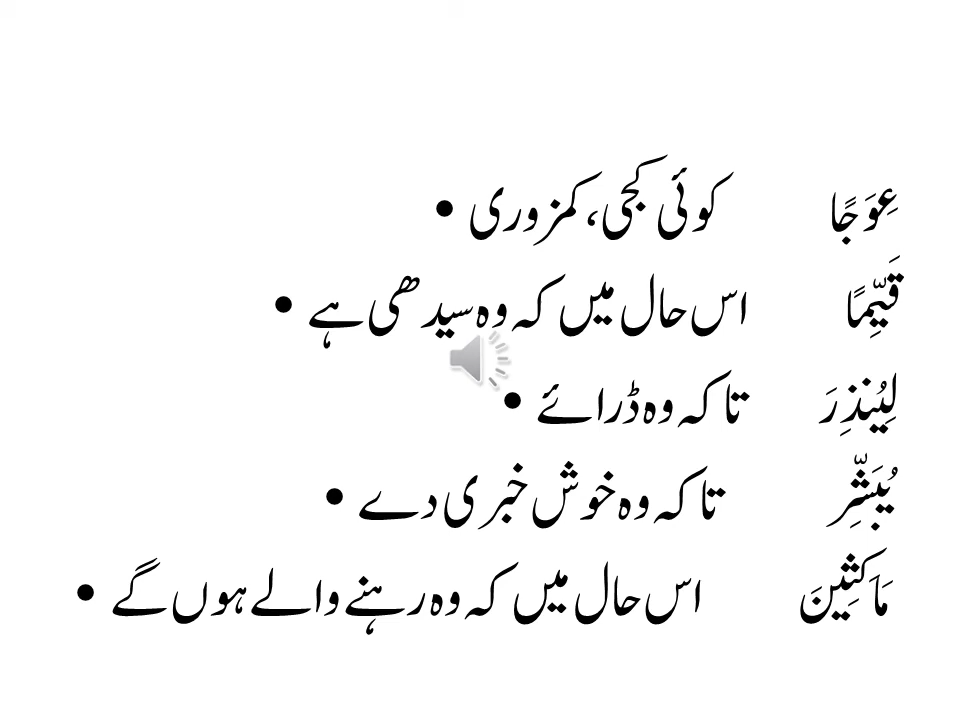 عِوَجًا کوئی کجی، کمزوری •
قَيِّمًا اس حال میں کہ وہ سیدھی ہے •
لِيُنذِرَ تاکہ وہ ڈرائے •
يُبَشِّرَ تاکہ وہ خوش خبری دے •
مَاكَثِينَ اس حال میں کہ وہ رہنے والے ہوں گے •